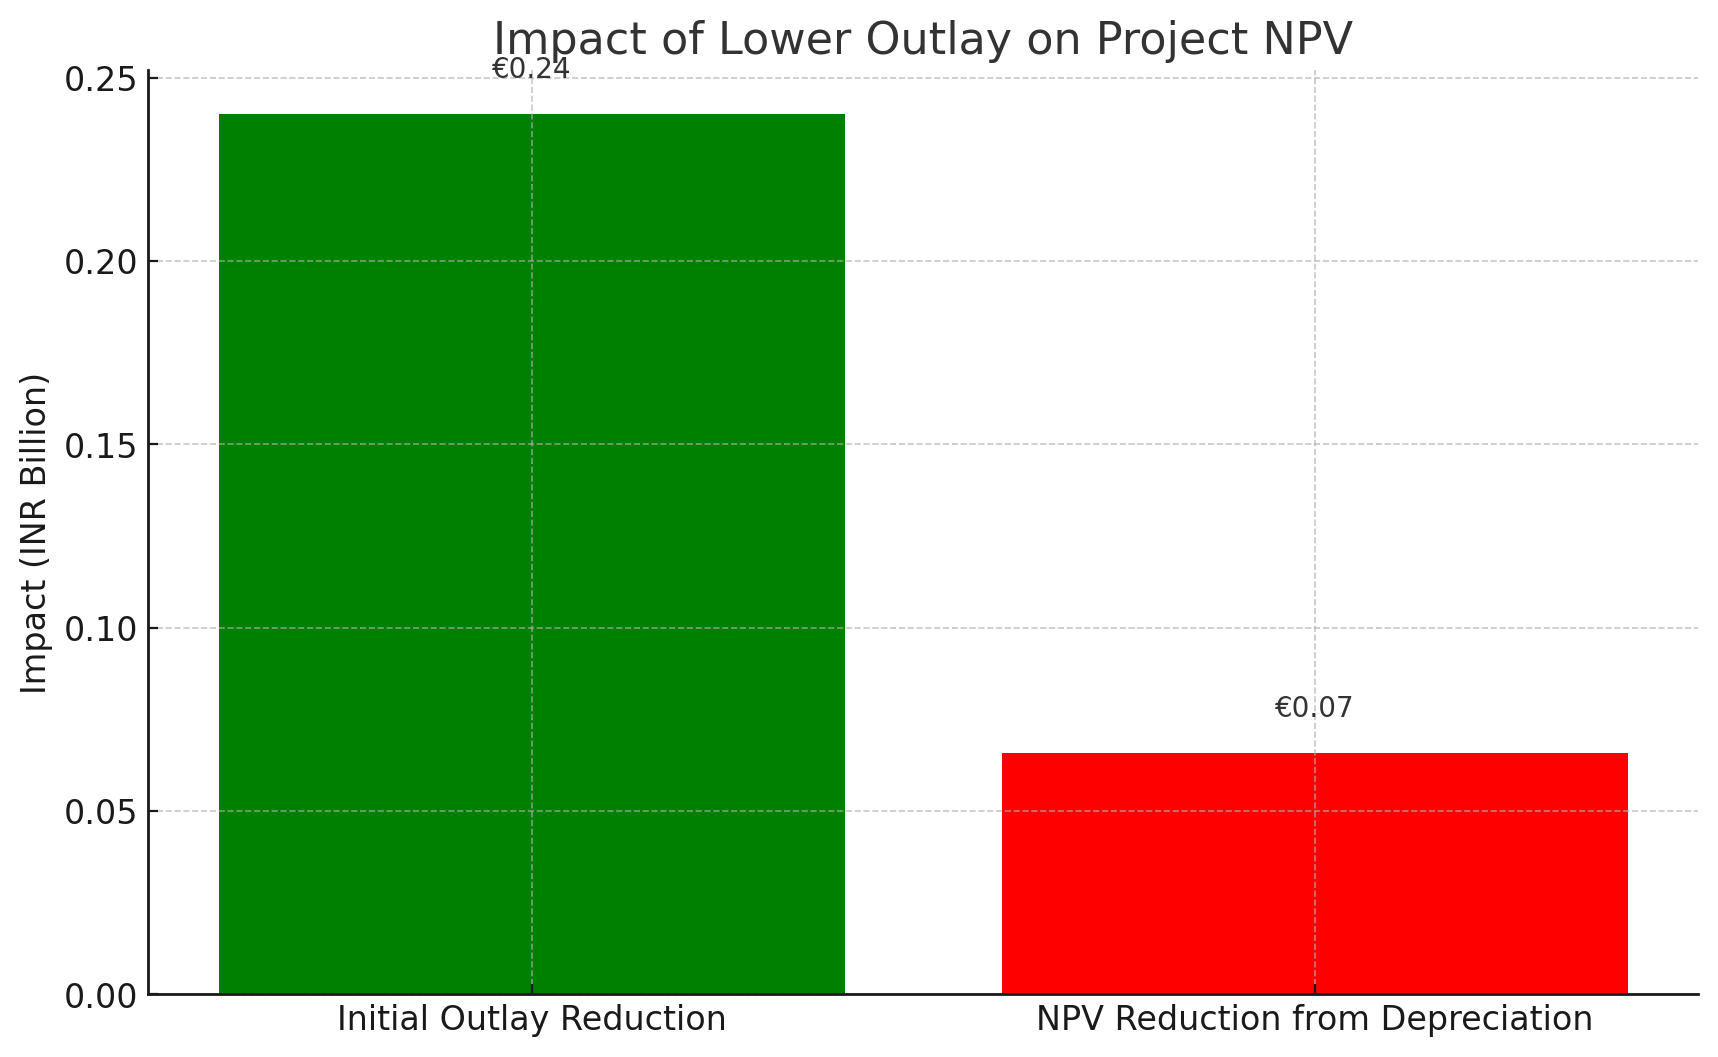 Impact of Lower Outlay on Project NPV
€0.24
0.25
0.20
0.15
0.10
0.05
0.00
Impact (INR Billion)
€0.07
Initial Outlay Reduction
NPV Reduction from Depreciation